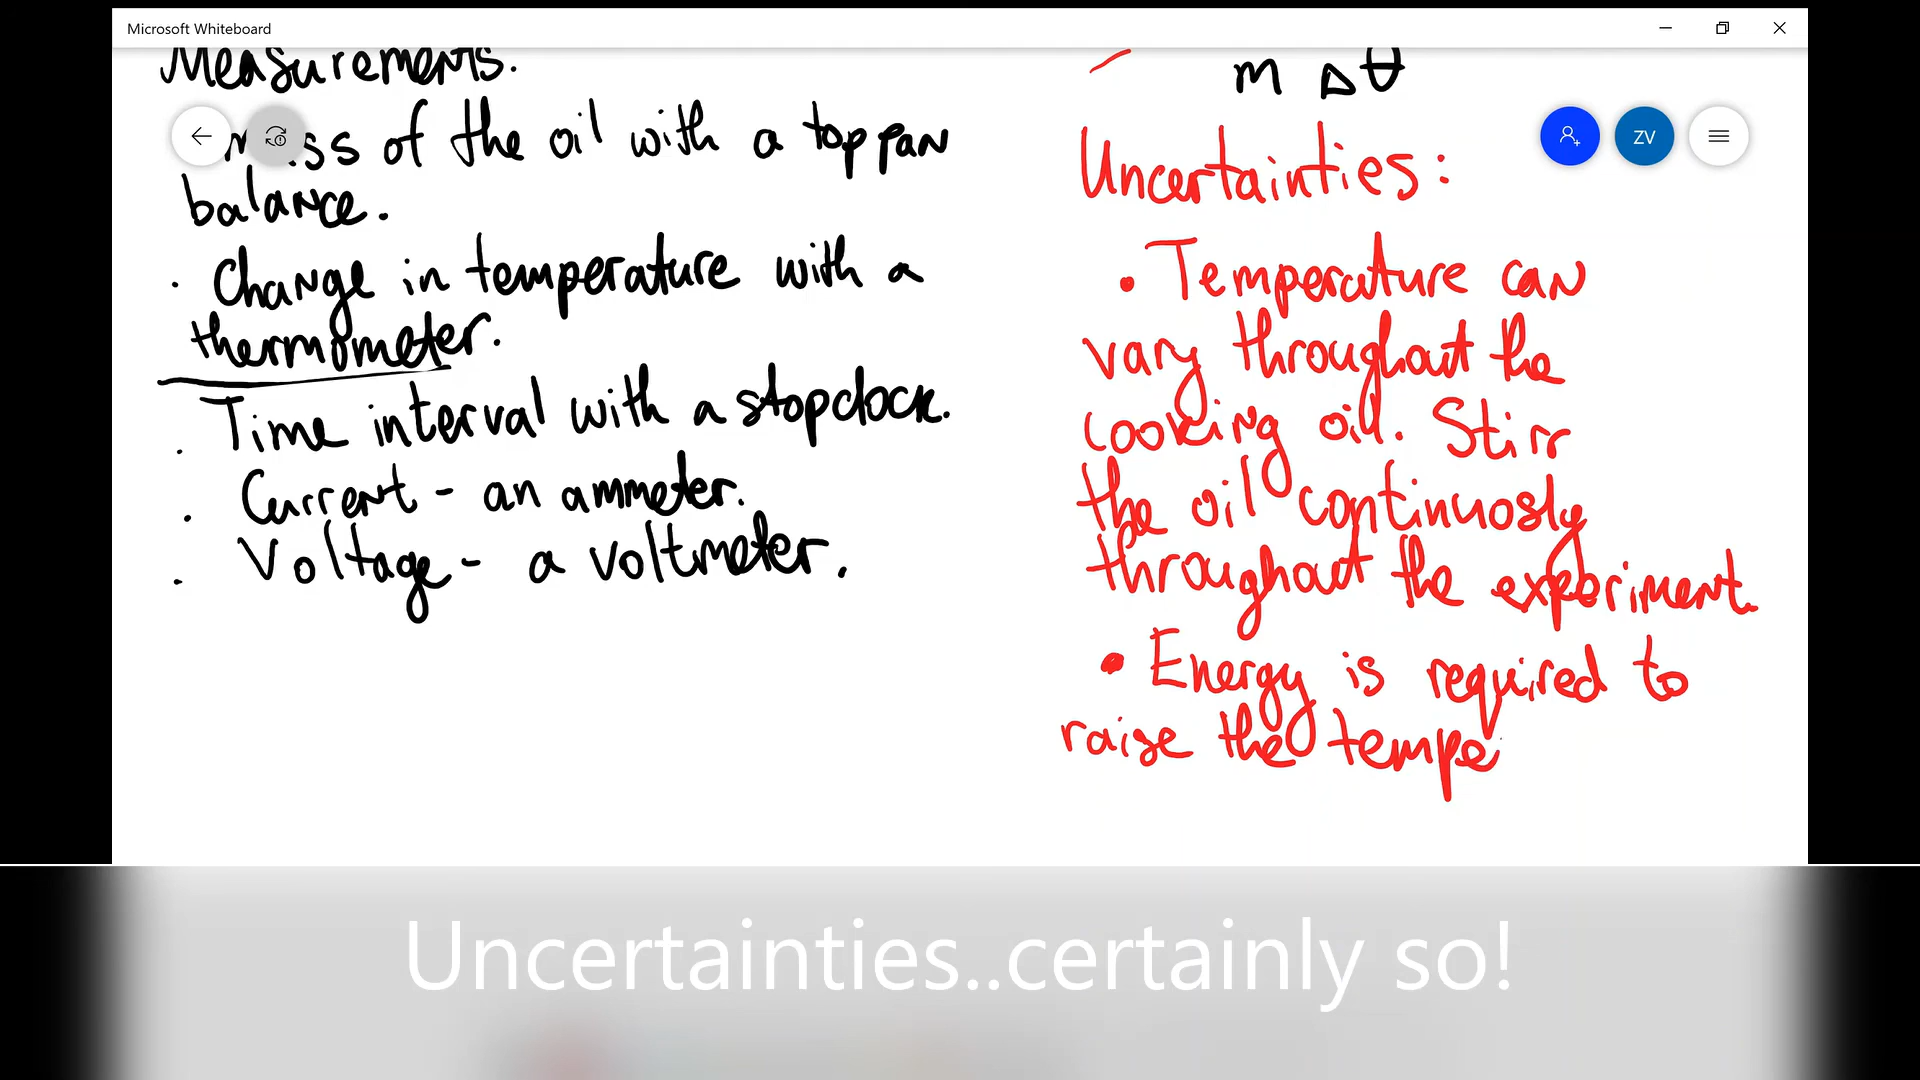 Microsoft Whiteboard
Measurements.
mass of the oil with a top pan
balance.
· Change in temperature with a
thermometer.
· Time interval with a stopclock.
· Current - an ammeter.
· Voltage - a voltmeter.
m Δθ
ZV
Uncertainties:
• Temperature can
vary throughout the
cooking oil. Stirr
the oil continuosly
throughout the experiment.
• Energy is required to
raise the tempe
Uncertainties..certainly so!